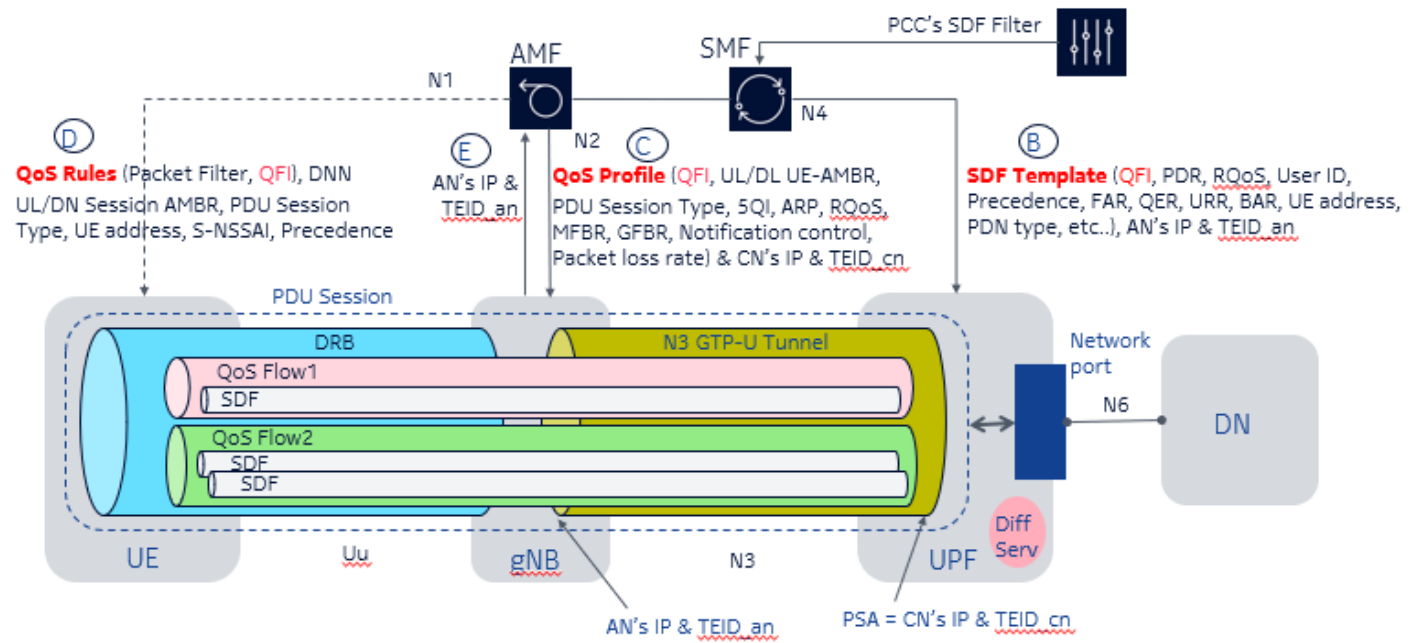 PCC's SDF Filter
AMF
SMF
N1
N4
N2
D
QoS Rules (Packet Filter, QFI), DNN
UL/DN Session AMBR, PDU Session
Type, UE address, S-NSSAI, Precedence
E
AN's IP &
TEID_an
C
QoS Profile (QFI, UL/DL UE-AMBR,
PDU Session Type, 5QI, ARP, RQoS,
MFBR, GFBR, Notification control,
Packet loss rate) & CN's IP & TEID_cn
B
SDF Template (QFI, PDR, RQoS, User ID,
Precedence, FAR, QER, URR, BAR, UE address,
PDN type, etc..), AN's IP & TEID_an
PDU Session
DRB
N3 GTP-U Tunnel
QoS Flow1
SDF
QoS Flow2
SDF
SDF
Network
port
N6
DN
Diff
Serv
UE
Uu
gNB
N3
UPF
AN's IP & TEID_an
PSA = CN's IP & TEID_cn